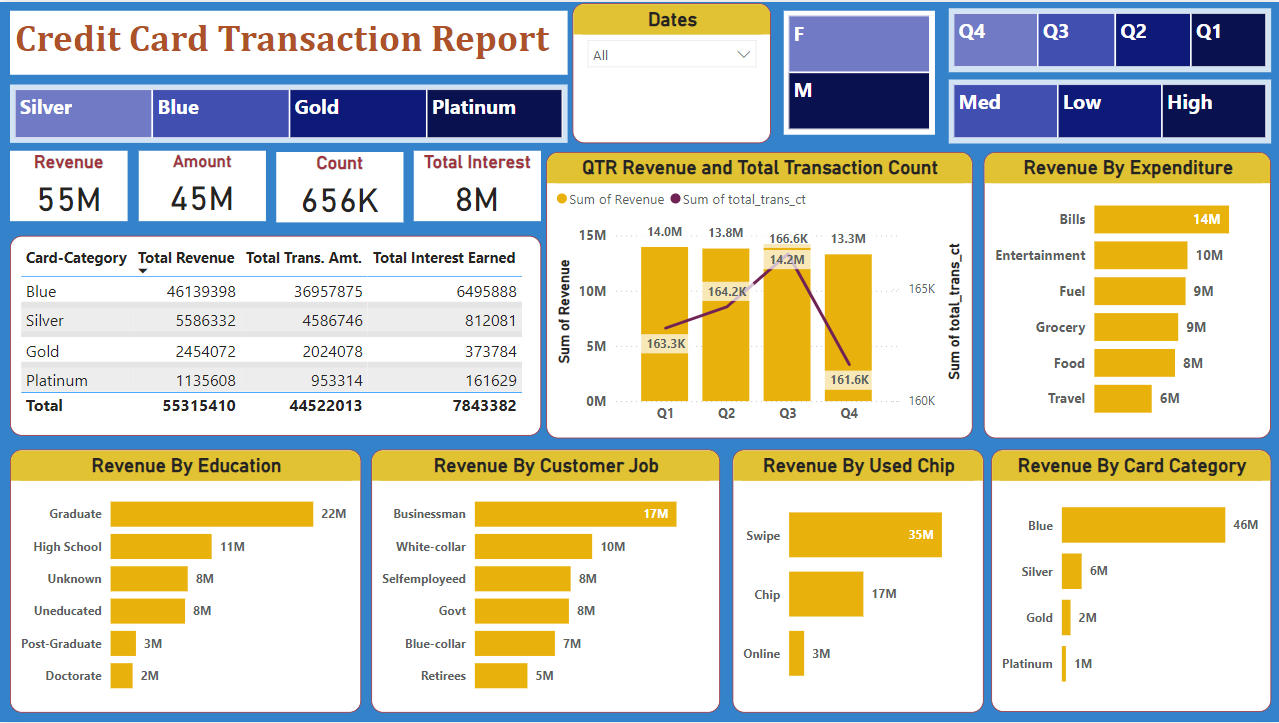 Credit Card Transaction Report
Dates
All
F
M
Q4 Q3 Q2 Q1
Silver Blue Gold Platinum
Med Low High
Revenue
55M
Amount
45M
Count
656K
Total Interest
8M
Card-Category Total Revenue Total Trans. Amt. Total Interest Earned
Blue 46139398 36957875 6495888
Silver 5586332 4586746 812081
Gold 2454072 2024078 373784
Platinum 1135608 953314 161629
Total 55315410 44522013 7843382
QTR Revenue and Total Transaction Count
Sum of Revenue Sum of total_trans_ct
Sum of Revenue
15M
10M
5M
0M
14.0M 13.8M 14.2M 13.3M
163.3K 164.2K 166.6K 161.6K
Q1 Q2 Q3 Q4
165K
160K
Sum of total_trans_ct
Revenue By Expenditure
Bills 14M
Entertainment 10M
Fuel 9M
Grocery 9M
Food 8M
Travel 6M
Revenue By Education
Graduate 22M
High School 11M
Unknown 8M
Uneducated 8M
Post-Graduate 3M
Doctorate 2M
Revenue By Customer Job
Businessman 17M
White-collar 10M
Selfemployeed 8M
Govt 8M
Blue-collar 7M
Retirees 5M
Revenue By Used Chip
Swipe 35M
Chip 17M
Online 3M
Revenue By Card Category
Blue 46M
Silver 6M
Gold 2M
Platinum 1M